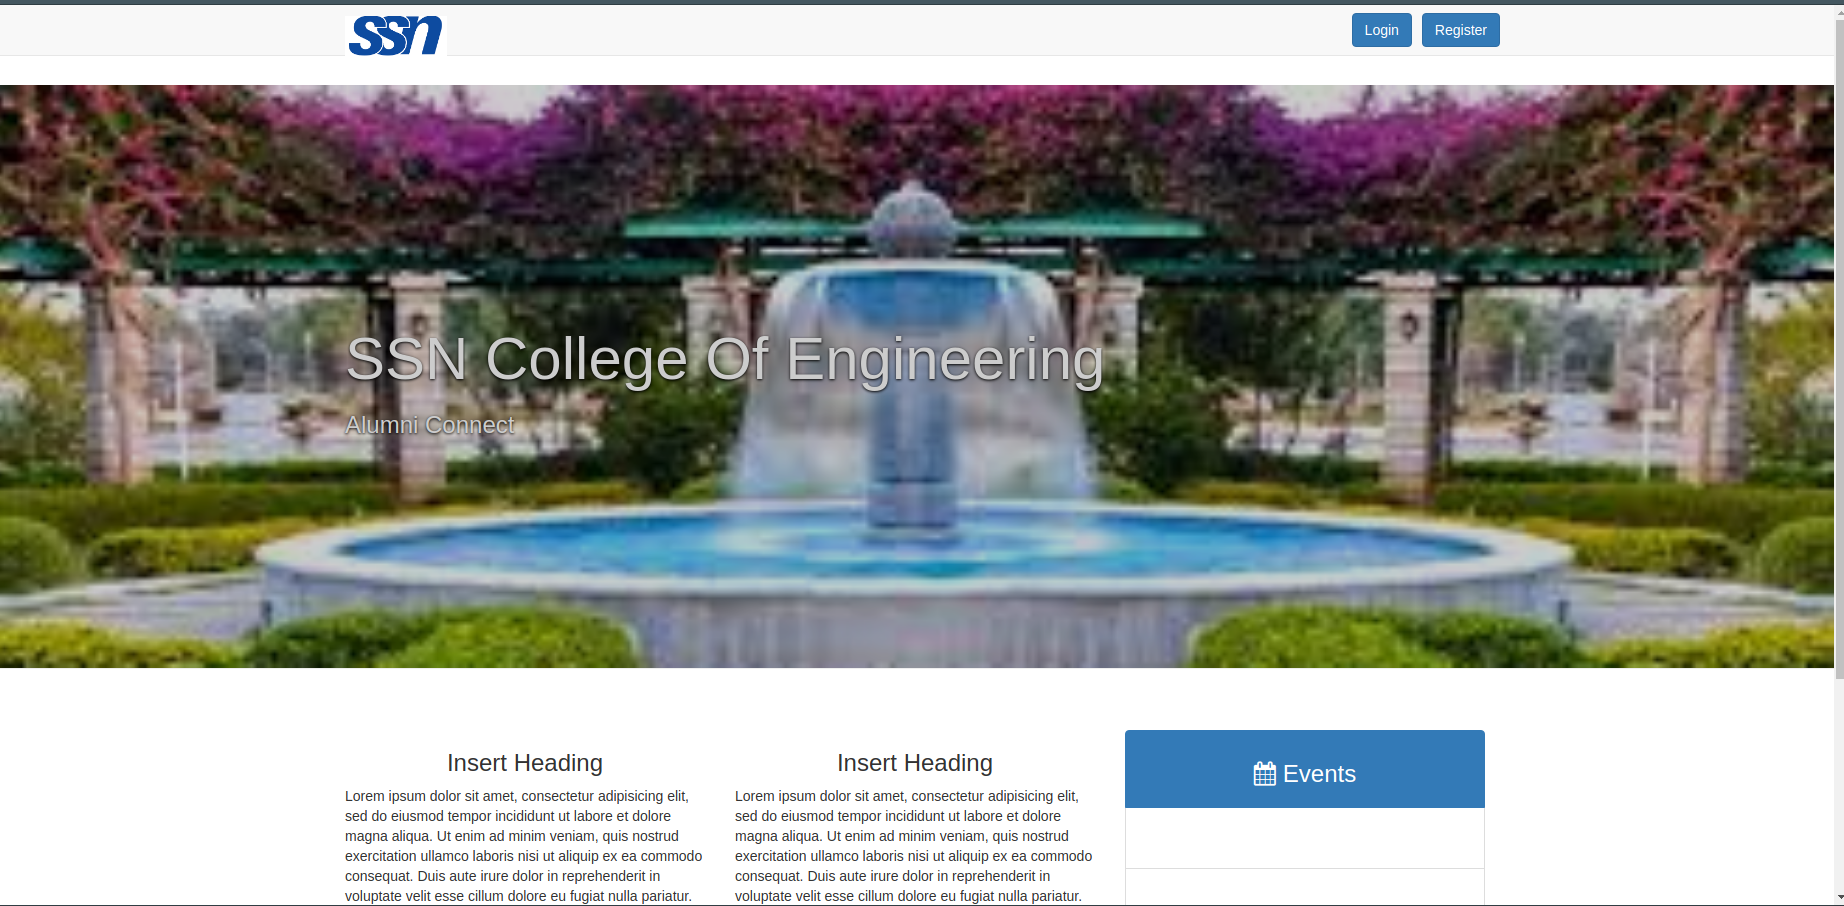 ssn
Login
Register
SSN College Of Engineering
Alumni Connect
Insert Heading
Lorem ipsum dolor sit amet, consectetur adipisicing elit,
sed do eiusmod tempor incididunt ut labore et dolore
magna aliqua. Ut enim ad minim veniam, quis nostrud
exercitation ullamco laboris nisi ut aliquip ex ea commodo
consequat. Duis aute irure dolor in reprehenderit in
voluptate velit esse cillum dolore eu fugiat nulla pariatur.
Insert Heading
Lorem ipsum dolor sit amet, consectetur adipisicing elit,
sed do eiusmod tempor incididunt ut labore et dolore
magna aliqua. Ut enim ad minim veniam, quis nostrud
exercitation ullamco laboris nisi ut aliquip ex ea commodo
consequat. Duis aute irure dolor in reprehenderit in
voluptate velit esse cillum dolore eu fugiat nulla pariatur.
Events